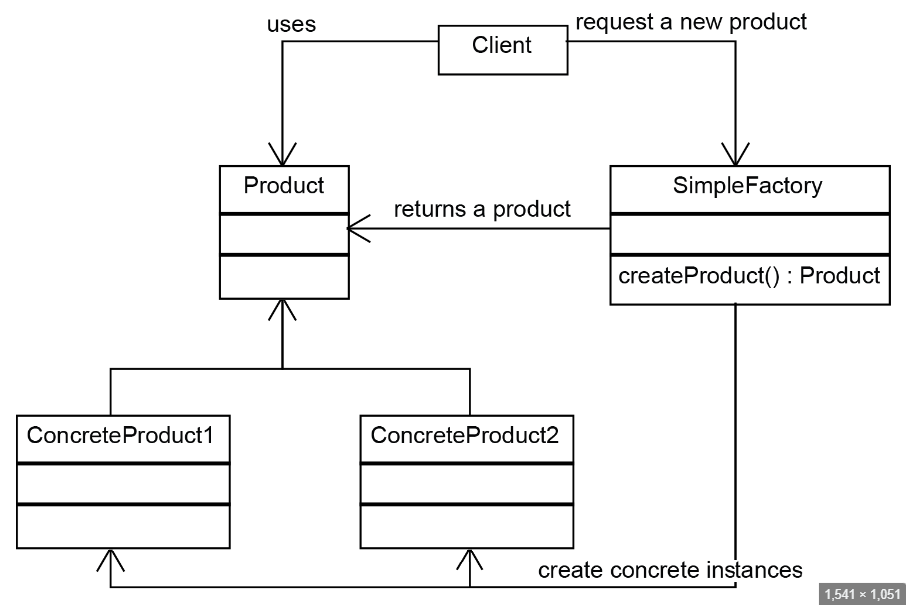 uses
request a new product
Client
Product
SimpleFactory
returns a product
createProduct() : Product
ConcreteProduct1
ConcreteProduct2
create concrete instances
1,541 × 1,051